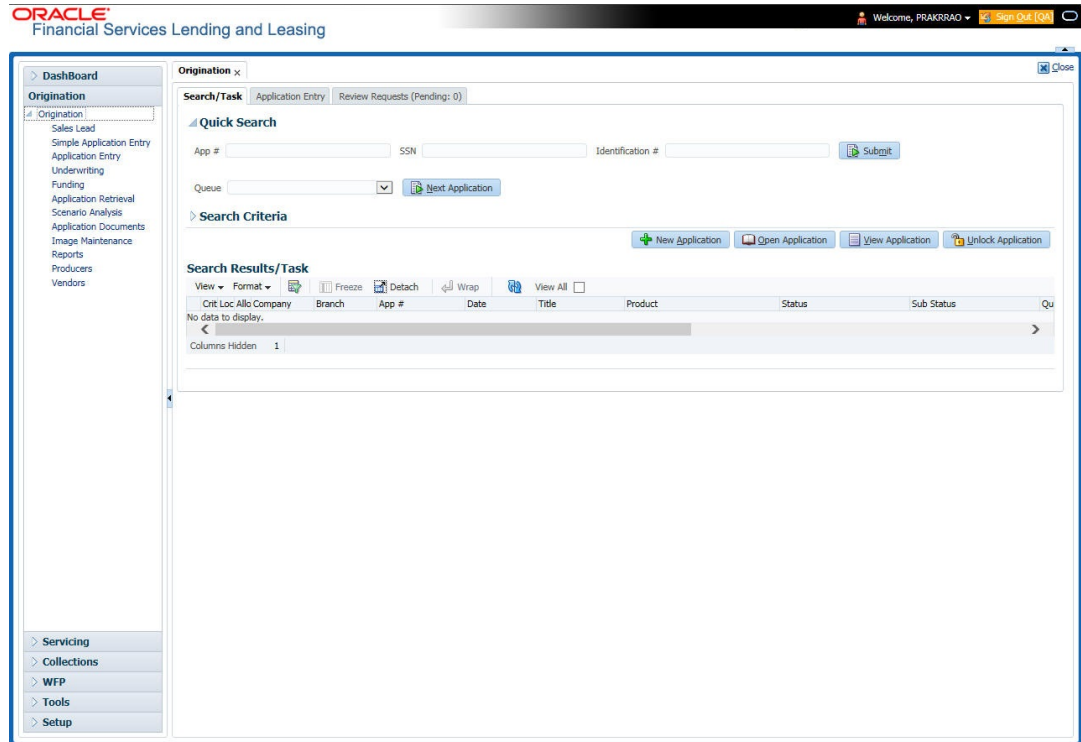 ORACLE
Financial Services Lending and Leasing
Welcome, PRAKRRAO
Sign Out [QA]
Close
DashBoard
Origination
Origination
Sales Lead
Simple Application Entry
Application Entry
Underwriting
Funding
Application Retrieval
Scenario Analysis
Application Documents
Image Maintenance
Reports
Producers
Vendors
Servicing
Collections
WFP
Tools
Setup
Origination x
Search/Task Application Entry Review Requests (Pending: 0)
Quick Search
App # SSN Identification # Submit
Queue Next Application
Search Criteria
New Application Open Application View Application Unlock Application
Search Results/Task
View Format Freeze Detach Wrap View All
Crit Loc Allo Company Branch App # Date Title Product Status Sub Status Qu
No data to display.
Columns Hidden 1